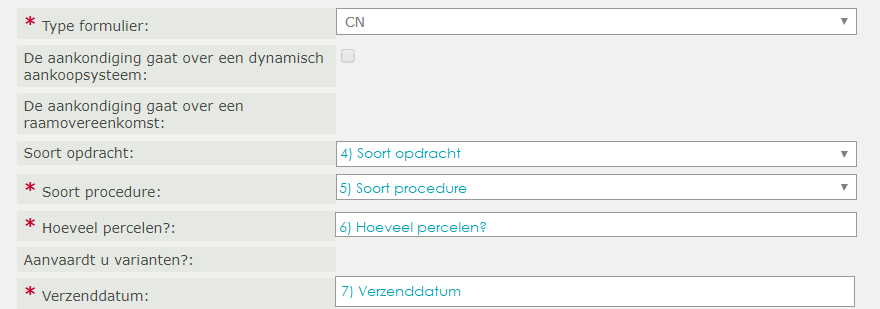 * Type formulier: CN
De aankondiging gaat over een dynamisch
aankoopsysteem:
De aankondiging gaat over een
raamovereenkomst:
Soort opdracht: 4) Soort opdracht
* Soort procedure: 5) Soort procedure
* Hoeveel percelen?: 6) Hoeveel percelen?
Aanvaardt u varianten?:
* Verzenddatum: 7) Verzenddatum